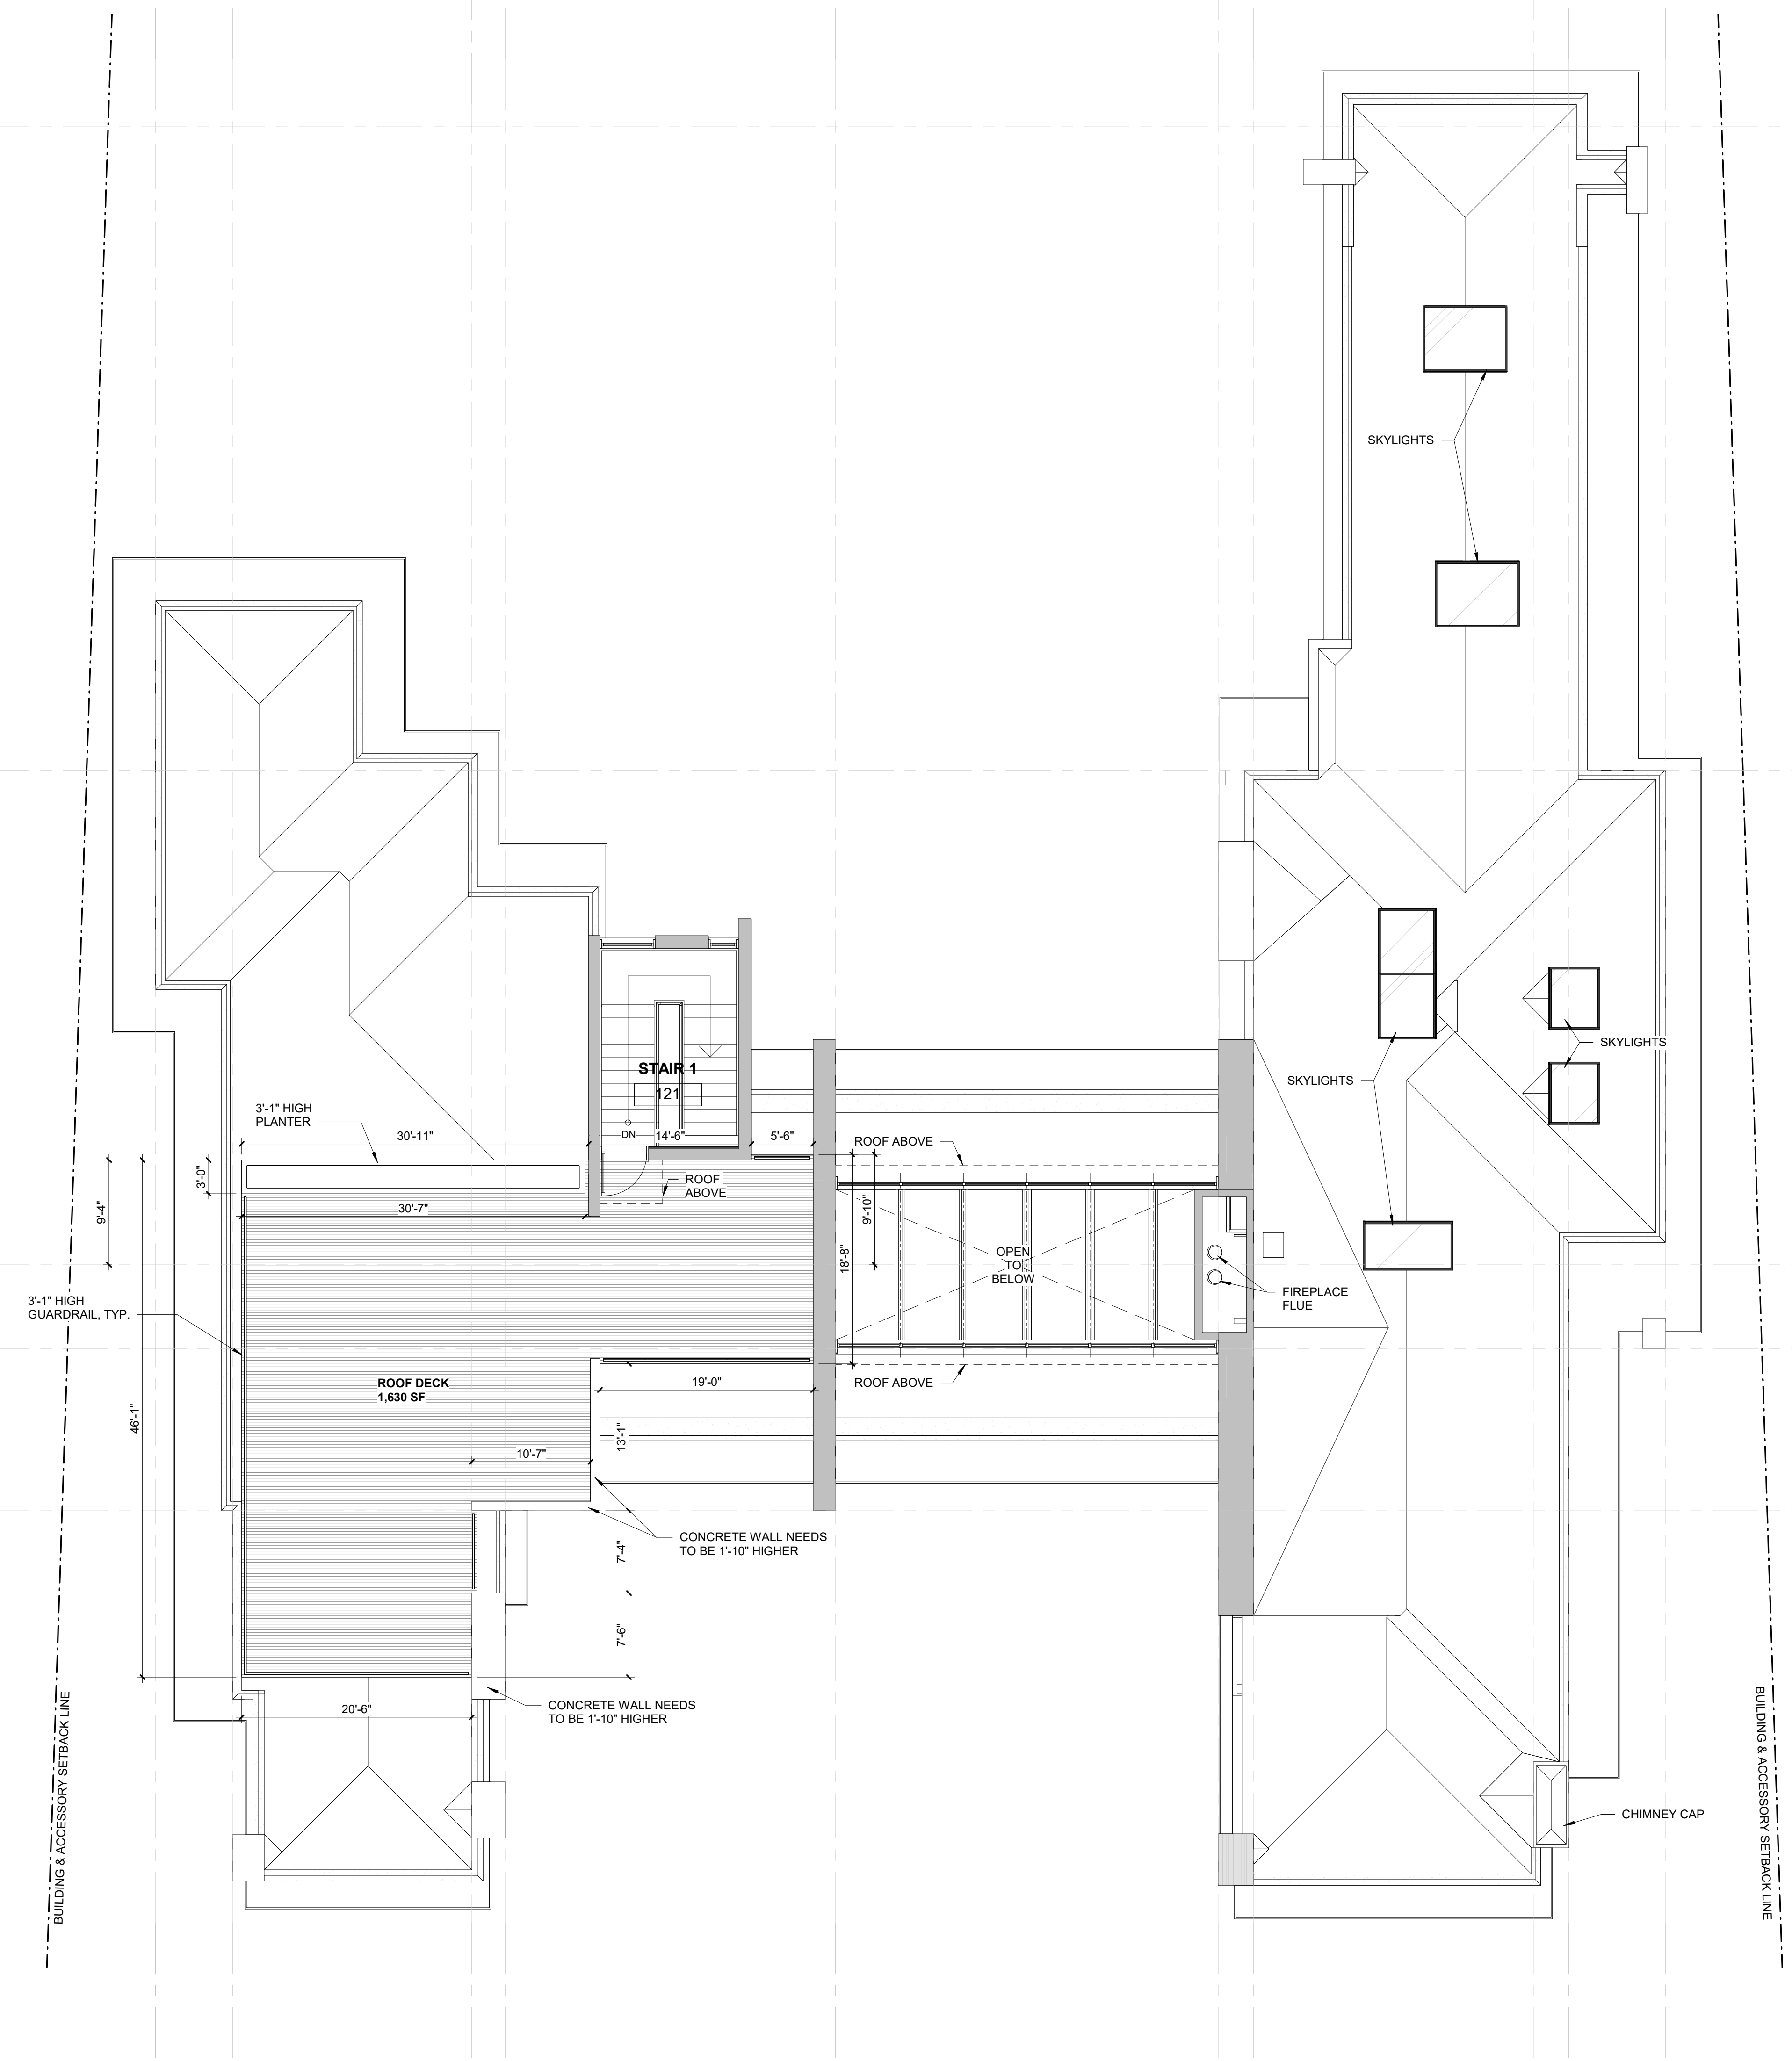 SKYLIGHTS
SKYLIGHTS
SKYLIGHTS
STAIR 1
121
3'-1" HIGH
PLANTER
30'-11"
DN
14'-6"
5'-6"
ROOF ABOVE
3'-0"
ROOF
ABOVE
9'-4"
30'-7"
9'-10"
18'-8"
OPEN
TO
BELOW
FIREPLACE
FLUE
3'-1" HIGH
GUARDRAIL, TYP.
ROOF DECK
1,630 SF
19'-0"
ROOF ABOVE
46'-1"
13'-1"
10'-7"
CONCRETE WALL NEEDS
TO BE 1'-10" HIGHER
7'-4"
7'-6"
CONCRETE WALL NEEDS
TO BE 1'-10" HIGHER
20'-6"
BUILDING & ACCESSORY SETBACK LINE
BUILDING & ACCESSORY SETBACK LINE
CHIMNEY CAP